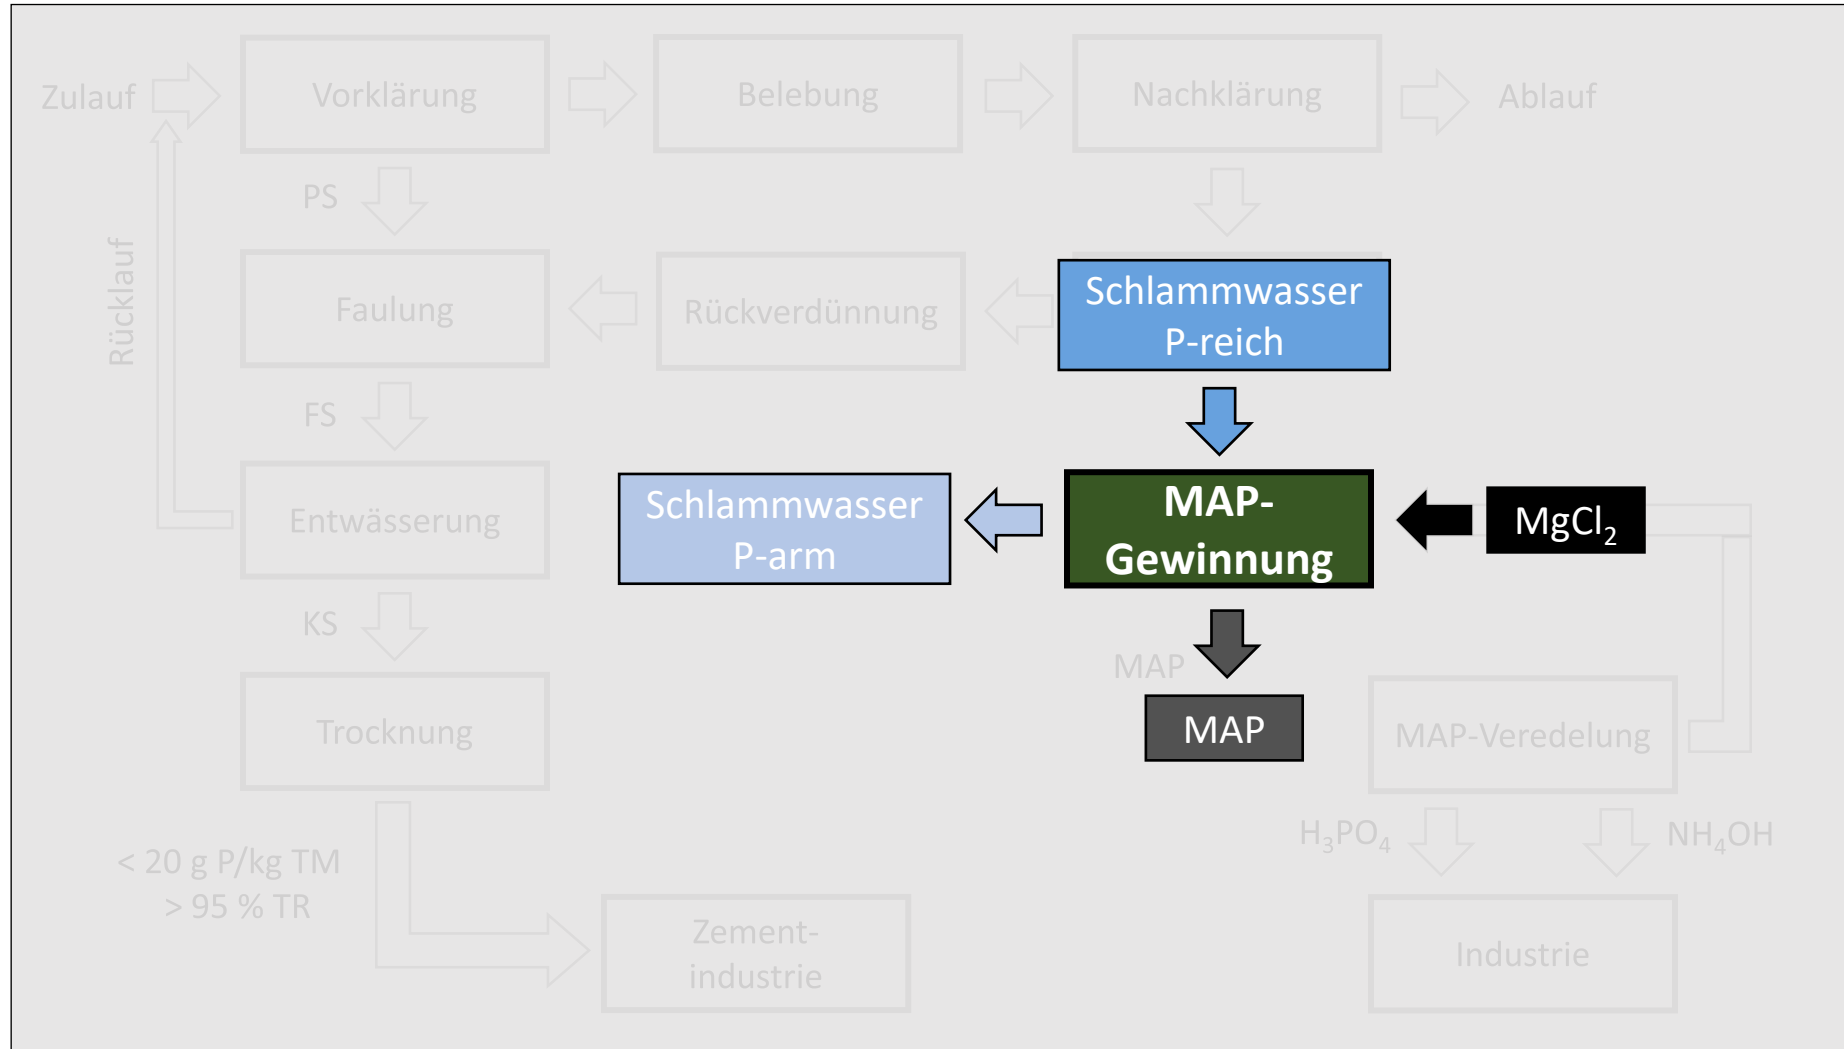 Zulauf
Vorklärung
Belebung
Nachklärung
Ablauf
PS
Rücklauf
Faulung
Rückverdünnung
Schlammwasser
P-reich
FS
Entwässerung
Schlammwasser
P-arm
MAP-
Gewinnung
MgCl₂
KS
MAP
Trocknung
MAP
MAP-Veredelung
H₃PO₄
NH₄OH
< 20 g P/kg TM
> 95 % TR
Zement-
industrie
Industrie